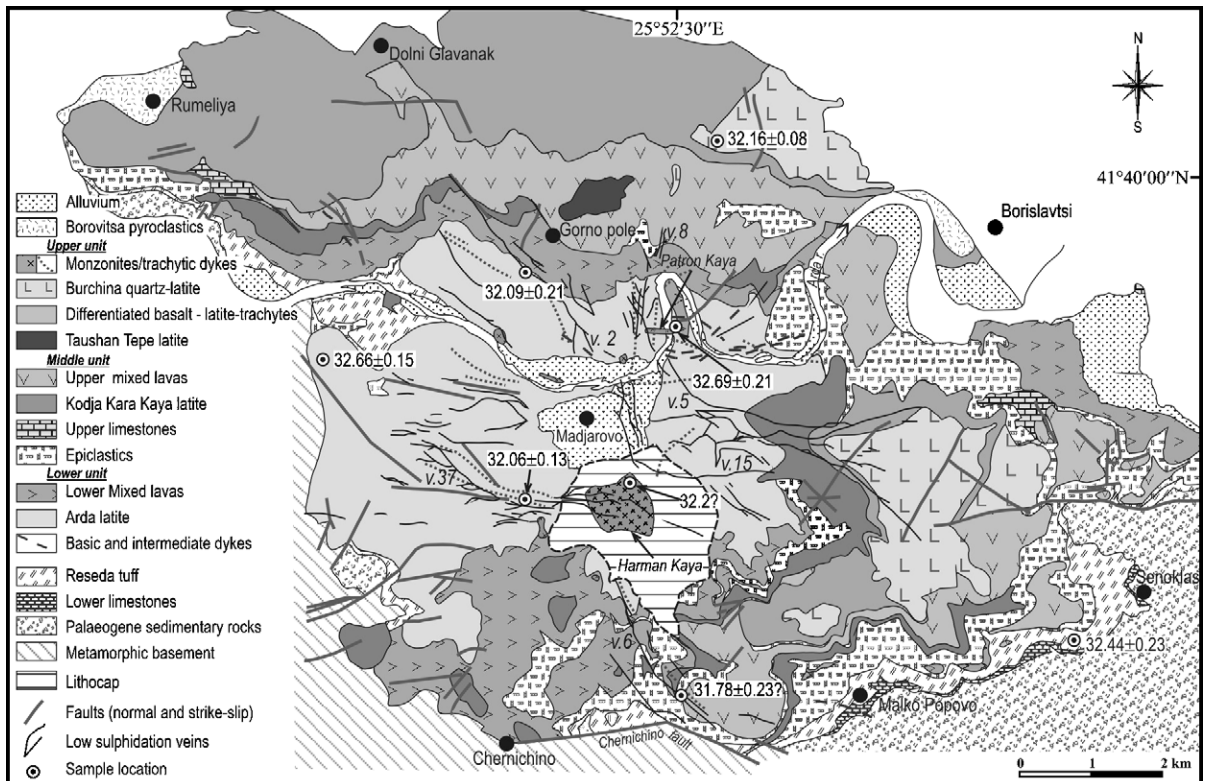 25°52'30"E
N
S
41°40'00"N
Dolni Glavanak
Rumeliya
32.16±0.08
Borislavtsi
Gorno pole
v.8
Patron Kaya
32.09±0.21
v. 2
32.66±0.15
32.69±0.21
v.5
Madjarovo
32.06±0.13
v.15
v.37
32.2?
Harman Kaya
v.6
Senoklas
32.44±0.23
31.78±0.23?
Malko Popovo
Chernichino fault
Chernichino
0 1 2 km
Alluvium
Borovitsa pyroclastics
Upper unit
Monzonites/trachytic dykes
Burchina quartz-latite
Differentiated basalt - latite-trachytes
Taushan Tepe latite
Middle unit
Upper mixed lavas
Kodja Kara Kaya latite
Upper limestones
Epiclastics
Lower unit
Lower Mixed lavas
Arda latite
Basic and intermediate dykes
Reseda tuff
Lower limestones
Palaeogene sedimentary rocks
Metamorphic basement
Lithocap
Faults (normal and strike-slip)
Low sulphidation veins
Sample location